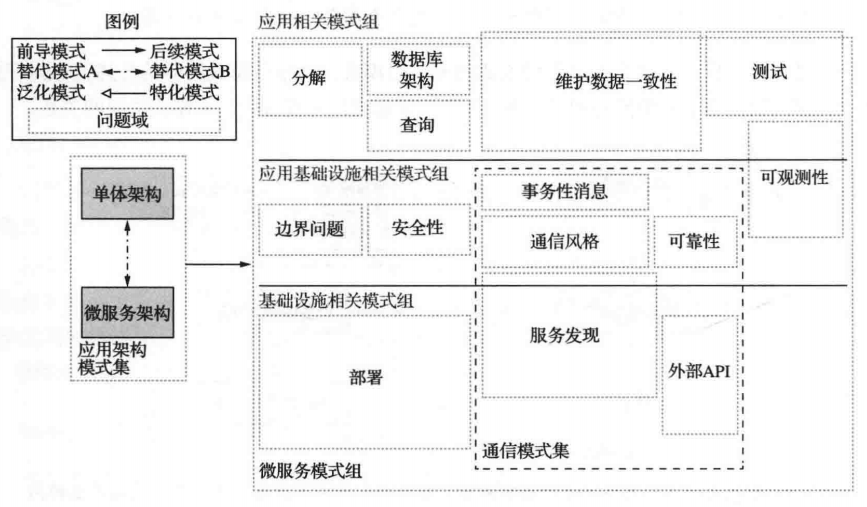 图例
前导模式 后续模式
替代模式A 替代模式B
泛化模式 特化模式
问题域
单体架构
微服务架构
应用架构
模式集
应用相关模式组
分解
数据库
架构
查询
维护数据一致性
测试
可观测性
应用基础设施相关模式组
边界问题
安全性
事务性消息
通信风格
可靠性
基础设施相关模式组
部署
服务发现
外部API
通信模式集
微服务模式组